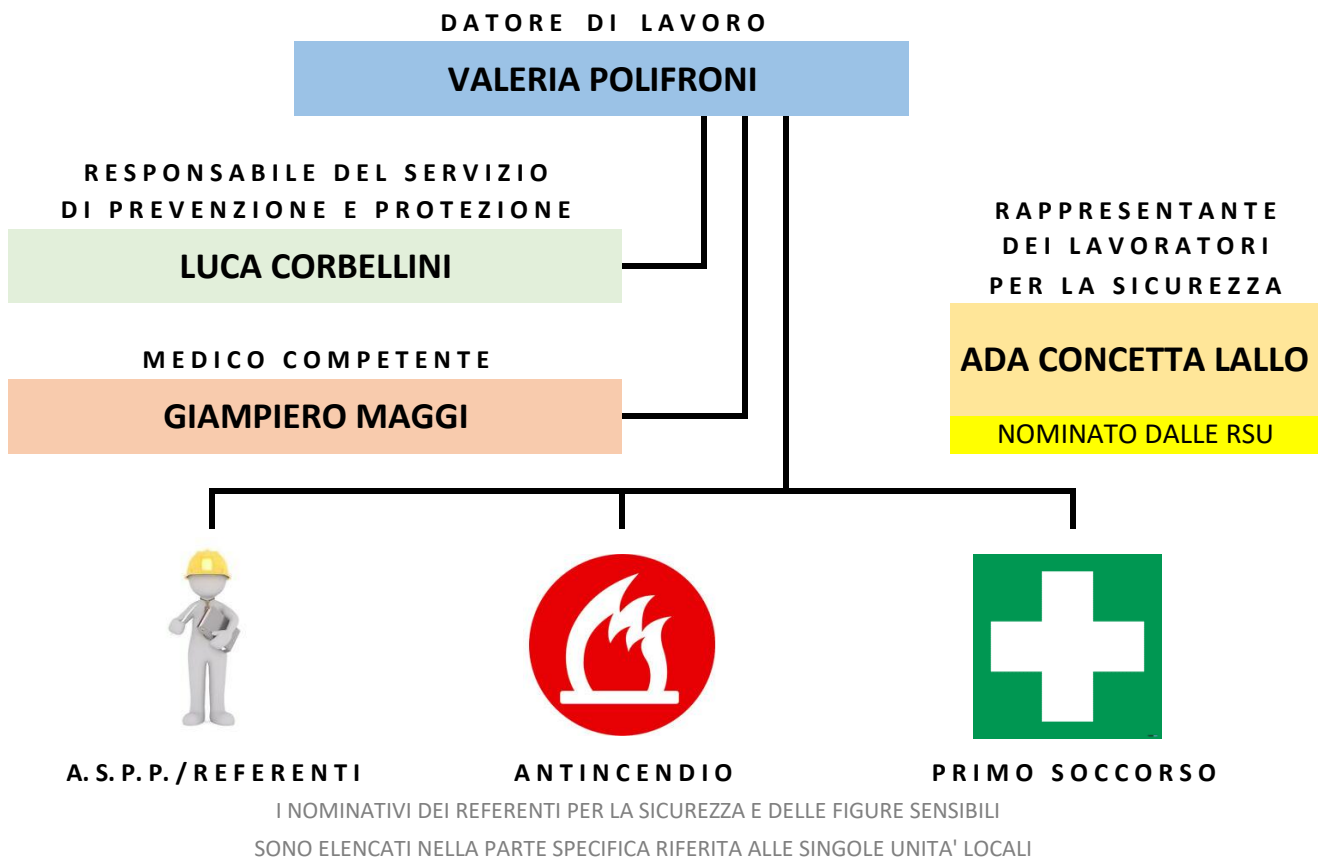 DATORE DI LAVORO
VALERIA POLIFRONI
RESPONSABILE DEL SERVIZIO
DI PREVENZIONE E PROTEZIONE
LUCA CORBELLINI
MEDICO COMPETENTE
GIAMPIERO MAGGI
RAPPRESENTANTE
DEI LAVORATORI
PER LA SICUREZZA
ADA CONCETTA LALLO
NOMINATO DALLE RSU
A.S.P.P./REFERENTI
ANTINCENDIO
PRIMO SOCCORSO
I NOMINATIVI DEI REFERENTI PER LA SICUREZZA E DELLE FIGURE SENSIBILI
SONO ELENCATI NELLA PARTE SPECIFICA RIFERITA ALLE SINGOLE UNITA' LOCALI